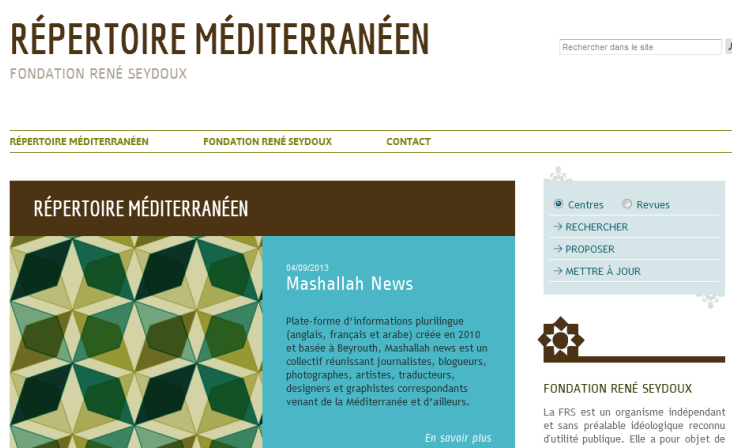 RÉPERTOIRE MÉDITERRANÉEN
FONDATION RENÉ SEYDOUX
Rechercher dans le site
RÉPERTOIRE MÉDITERRANÉEN
FONDATION RENÉ SEYDOUX
CONTACT
RÉPERTOIRE MÉDITERRANÉEN
04/09/2013
Mashallah News
Plate-forme d'informations plurilingue
(anglais, français et arabe) créée en 2010
et basée à Beyrouth, Mashallah news est un
collectif réunissant journalistes, blogueurs,
photographes, artistes, traducteurs,
designers et graphistes correspondants
venant de la Méditerranée et d'ailleurs.
En savoir plus
Centres Revues
→ RECHERCHER
→ PROPOSER
→ METTRE À JOUR
FONDATION RENÉ SEYDOUX
La FRS est un organisme indépendant
et sans préalable idéologique reconnu
d'utilité publique. Elle a pour objet de